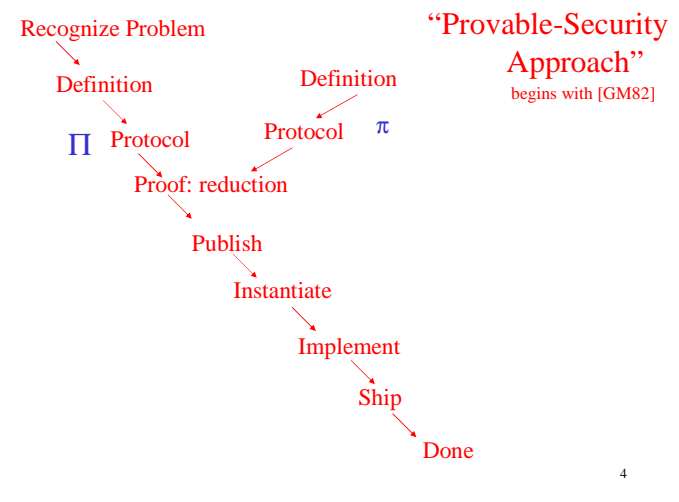 Recognize Problem
"Provable-Security
Approach"
begins with [GM82]
Definition
Definition
Π Protocol
Protocol π
Proof: reduction
Publish
Instantiate
Implement
Ship
Done
4